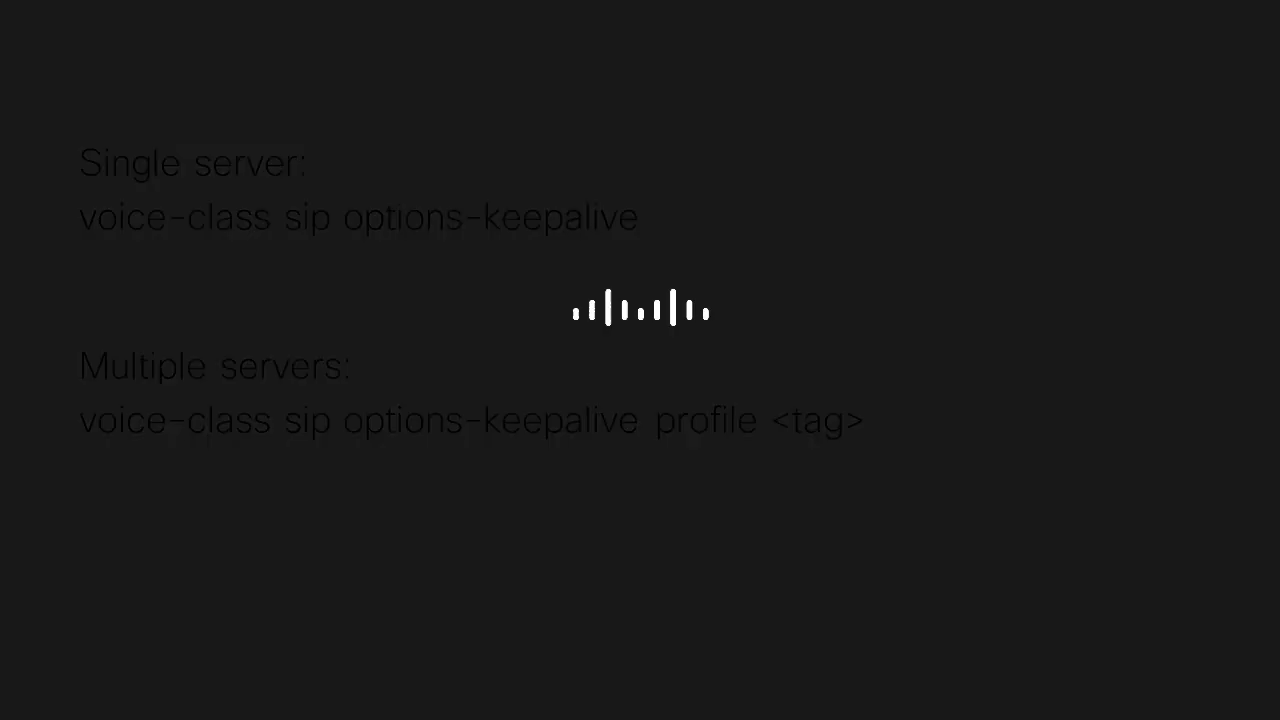 Single server:
voice-class sip options-keepalive
Multiple servers:
voice-class sip options-keepalive profile <tag>